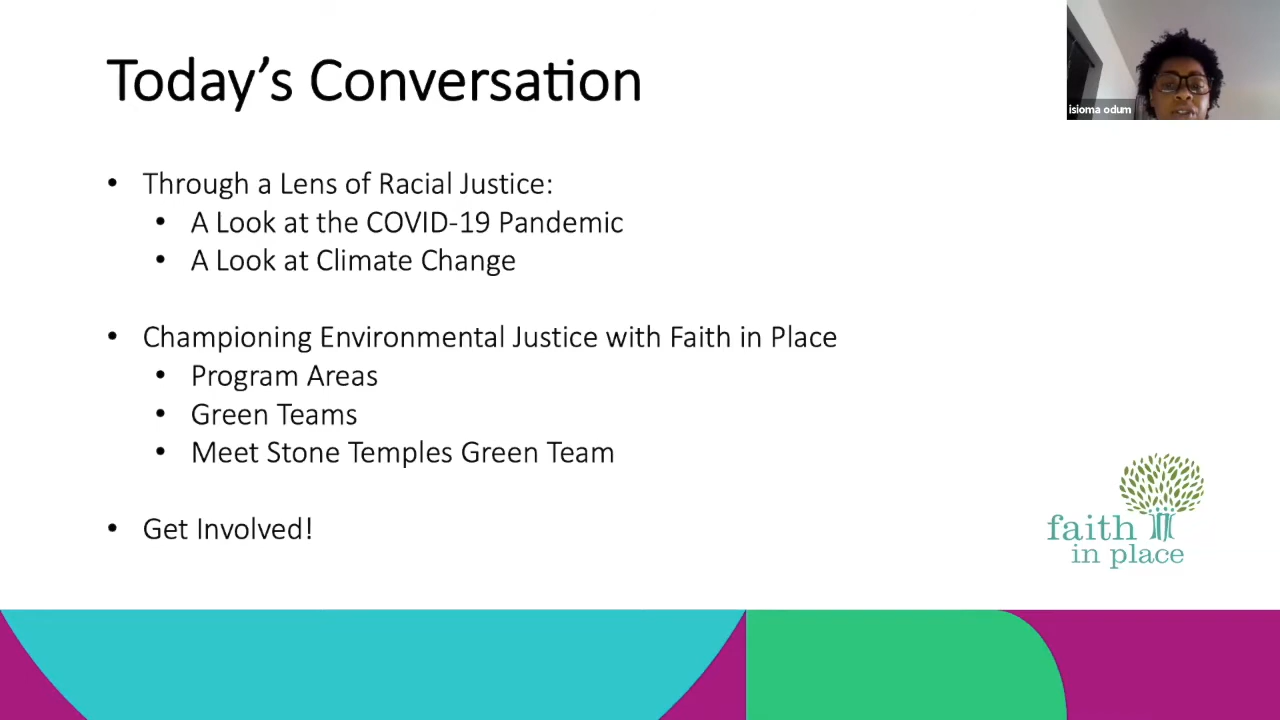 Today's Conversation
isioma odum
• Through a Lens of Racial Justice:
• A Look at the COVID-19 Pandemic
• A Look at Climate Change
• Championing Environmental Justice with Faith in Place
• Program Areas
• Green Teams
• Meet Stone Temples Green Team
• Get Involved!
faith
in place